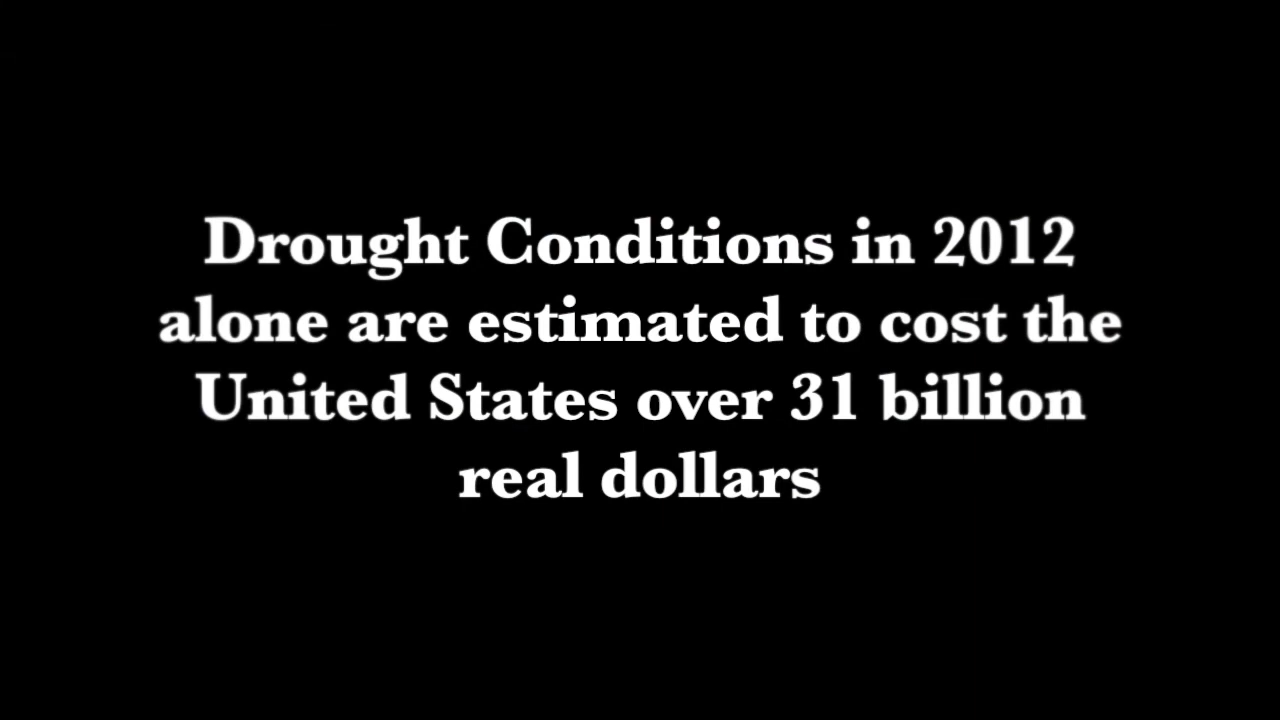 Drought Conditions in 2012
alone are estimated to cost the
United States over 31 billion
real dollars